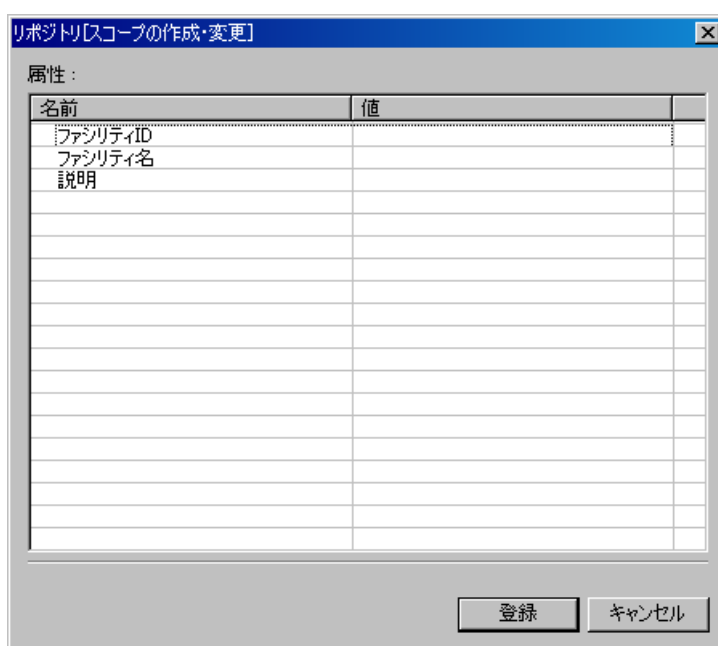 リポジトリ[スコープの作成・変更]
属性：
名前 値
ファシリティID
ファシリティ名
説明
登録 キャンセル